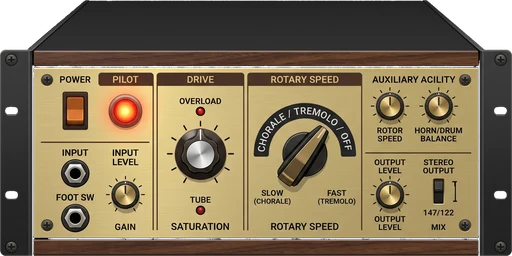 POWER
PILOT
INPUT
INPUT
LEVEL
FOOT SW
GAIN
DRIVE
OVERLOAD
TUBE
SATURATION
ROTARY SPEED
CHORALE / TREMOLO / OFF
SLOW
(CHORALE)
FAST
(TREMOLO)
ROTARY SPEED
AUXILIARY ACILITY
ROTOR
SPEED
HORN/DRUM
BALANCE
OUTPUT
LEVEL
STEREO
OUTPUT
OUTPUT
LEVEL
147/122
MIX